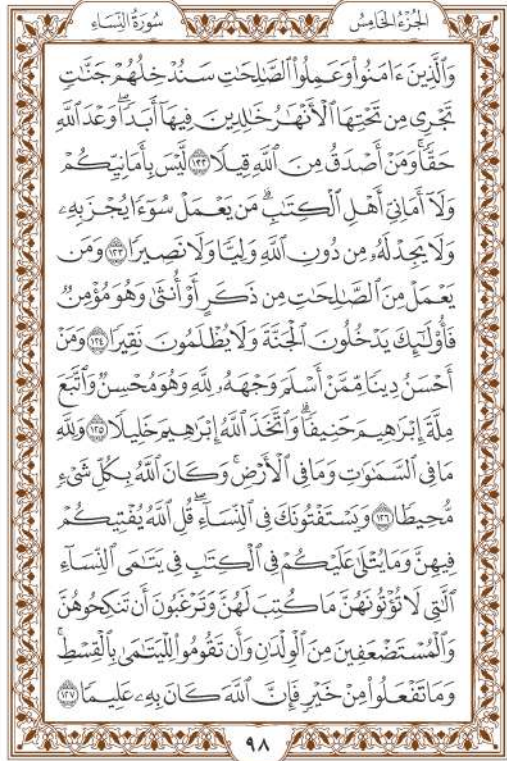 الجُزْءُ الخَامِسُ
سُورَةُ النِّسَاءِ
وَٱلَّذِينَ ءَامَنُوا۟ وَعَمِلُوا۟ ٱلصَّٰلِحَٰتِ سَنُدْخِلُهُمْ جَنَّٰتٍ
تَجْرِى مِن تَحْتِهَا ٱلْأَنْهَٰرُ خَٰلِدِينَ فِيهَآ أَبَدًا ۖ وَعْدَ ٱللَّهِ
حَقًّا ۚ وَمَنْ أَصْدَقُ مِنَ ٱللَّهِ قِيلًا ١٢٢ لَّيْسَ بِأَمَانِيِّكُمْ
وَلَآ أَمَانِىِّ أَهْلِ ٱلْكِتَٰبِ ۗ مَن يَعْمَلْ سُوٓءًا يُجْزَ بِهِۦ
وَلَا يَجِدْ لَهُۥ مِن دُونِ ٱللَّهِ وَلِيًّا وَلَا نَصِيرًا ١٢٣ وَمَن
يَعْمَلْ مِنَ ٱلصَّٰلِحَٰتِ مِن ذَكَرٍ أَوْ أُنثَىٰ وَهُوَ مُؤْمِنٌ
فَأُو۟لَٰٓئِكَ يَدْخُلُونَ ٱلْجَنَّةَ وَلَا يُظْلَمُونَ نَقِيرًا ١٢٤ وَمَنْ
أَحْسَنُ دِينًا مِّمَّنْ أَسْلَمَ وَجْهَهُۥ لِلَّهِ وَهُوَ مُحْسِنٌ وَٱتَّبَعَ
مِلَّةَ إِبْرَٰهِيمَ حَنِيفًا ۗ وَٱتَّخَذَ ٱللَّهُ إِبْرَٰهِيمَ خَلِيلًا ١٢٥ وَلِلَّهِ
مَا فِى ٱلسَّمَٰوَٰتِ وَمَا فِى ٱلْأَرْضِ ۚ وَكَانَ ٱللَّهُ بِكُلِّ شَىْءٍ
مُّحِيطًا ١٢٦ وَيَسْتَفْتُونَكَ فِى ٱلنِّسَآءِ ۖ قُلِ ٱللَّهُ يُفْتِيكُمْ
فِيهِنَّ وَمَا يُتْلَىٰ عَلَيْكُمْ فِى ٱلْكِتَٰبِ فِى يَتَٰمَى ٱلنِّسَآءِ
ٱلَّٰتِى لَا تُؤْتُونَهُنَّ مَا كُتِبَ لَهُنَّ وَتَرْغَبُونَ أَن تَنكِحُوهُنَّ
وَٱلْمُسْتَضْعَفِينَ مِنَ ٱلْوِلْدَٰنِ وَأَن تَقُومُوا۟ لِلْيَتَٰمَىٰ بِٱلْقِسْطِ ۚ
وَمَا تَفْعَلُوا۟ مِنْ خَيْرٍ فَإِنَّ ٱللَّهَ كَانَ بِهِۦ عَلِيمًا ١٢٧
٩٨